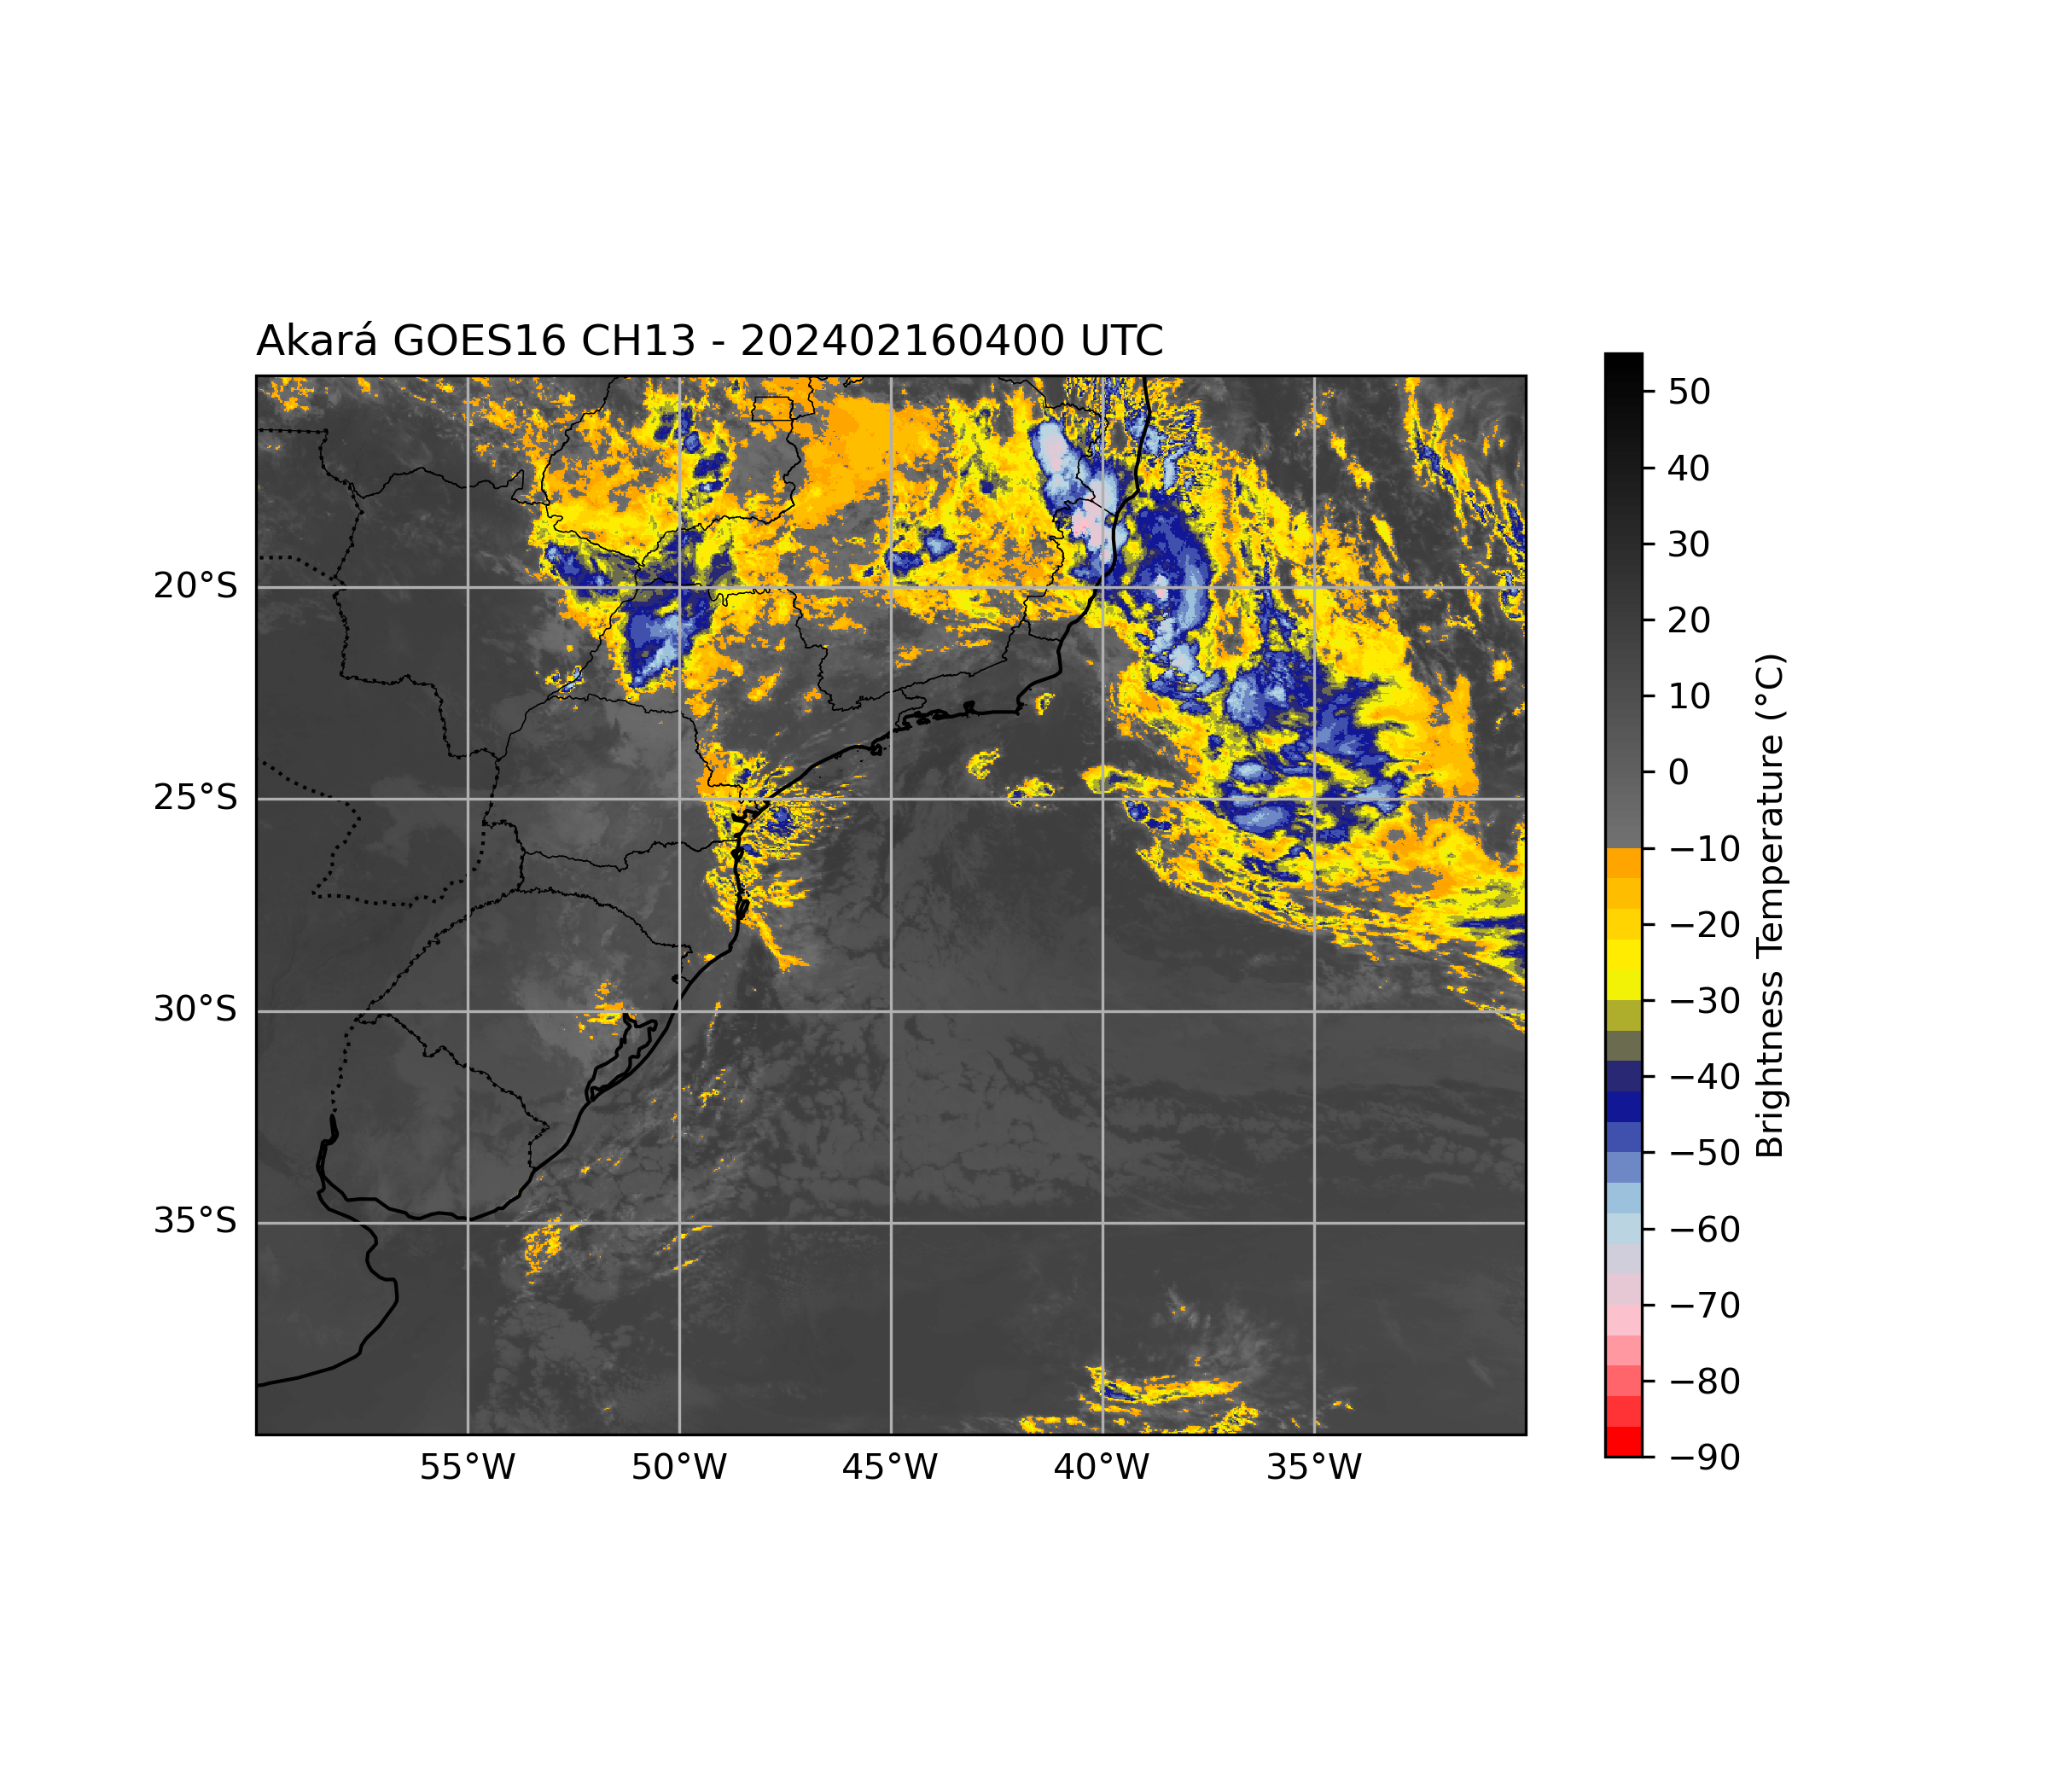 Akará GOES16 CH13 - 202402160400 UTC
20°S
25°S
30°S
35°S
55°W 50°W 45°W 40°W 35°W
50
40
30
20
10
0
−10
−20
−30
−40
−50
−60
−70
−80
−90
Brightness Temperature (°C)